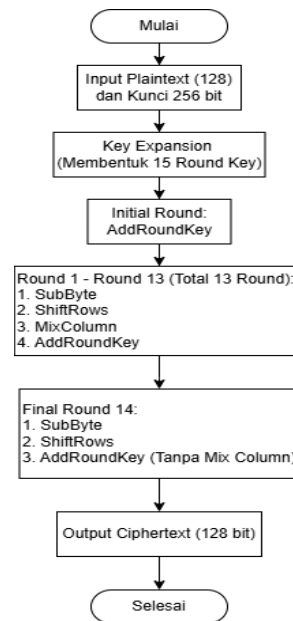 Mulai
Input Plaintext (128)
dan Kunci 256 bit
Key Expansion
(Membentuk 15 Round Key)
Initial Round:
AddRoundKey
Round 1 - Round 13 (Total 13 Round):
1. SubByte
2. ShiftRows
3. MixColumn
4. AddRoundKey
Final Round 14:
1. SubByte
2. ShiftRows
3. AddRoundKey (Tanpa Mix Column)
Output Ciphertext (128 bit)
Selesai